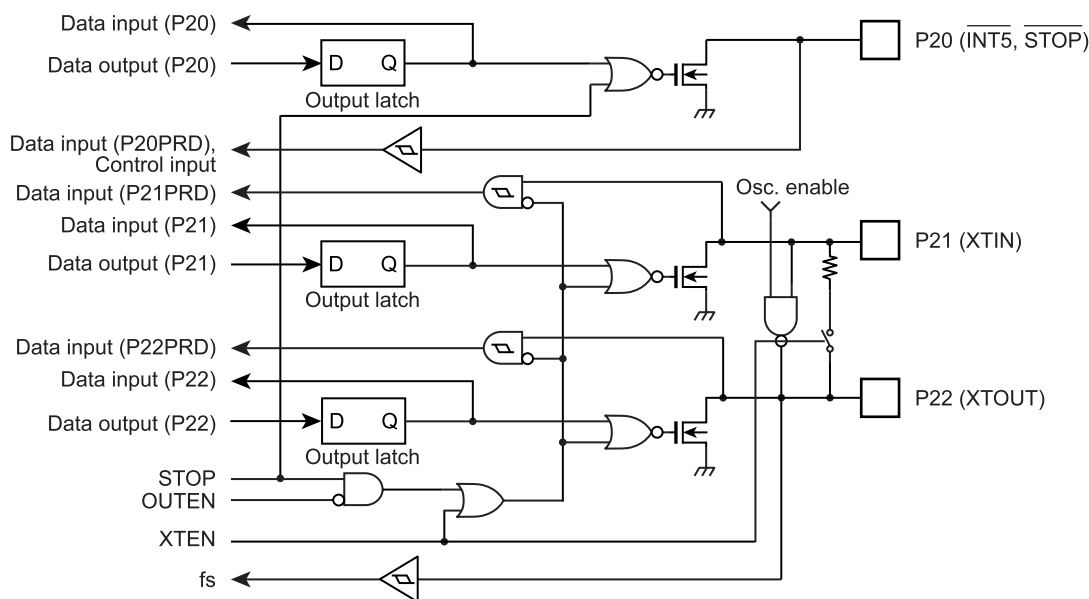 Data input (P20)
Data output (P20)
D Q
Output latch
P20 (INT5, STOP)
Data input (P20PRD),
Control input
Data input (P21PRD)
Osc. enable
Data input (P21)
P21 (XTIN)
Data output (P21)
D Q
Output latch
Data input (P22PRD)
Data input (P22)
P22 (XTOUT)
Data output (P22)
D Q
Output latch
STOP
OUTEN
XTEN
fs